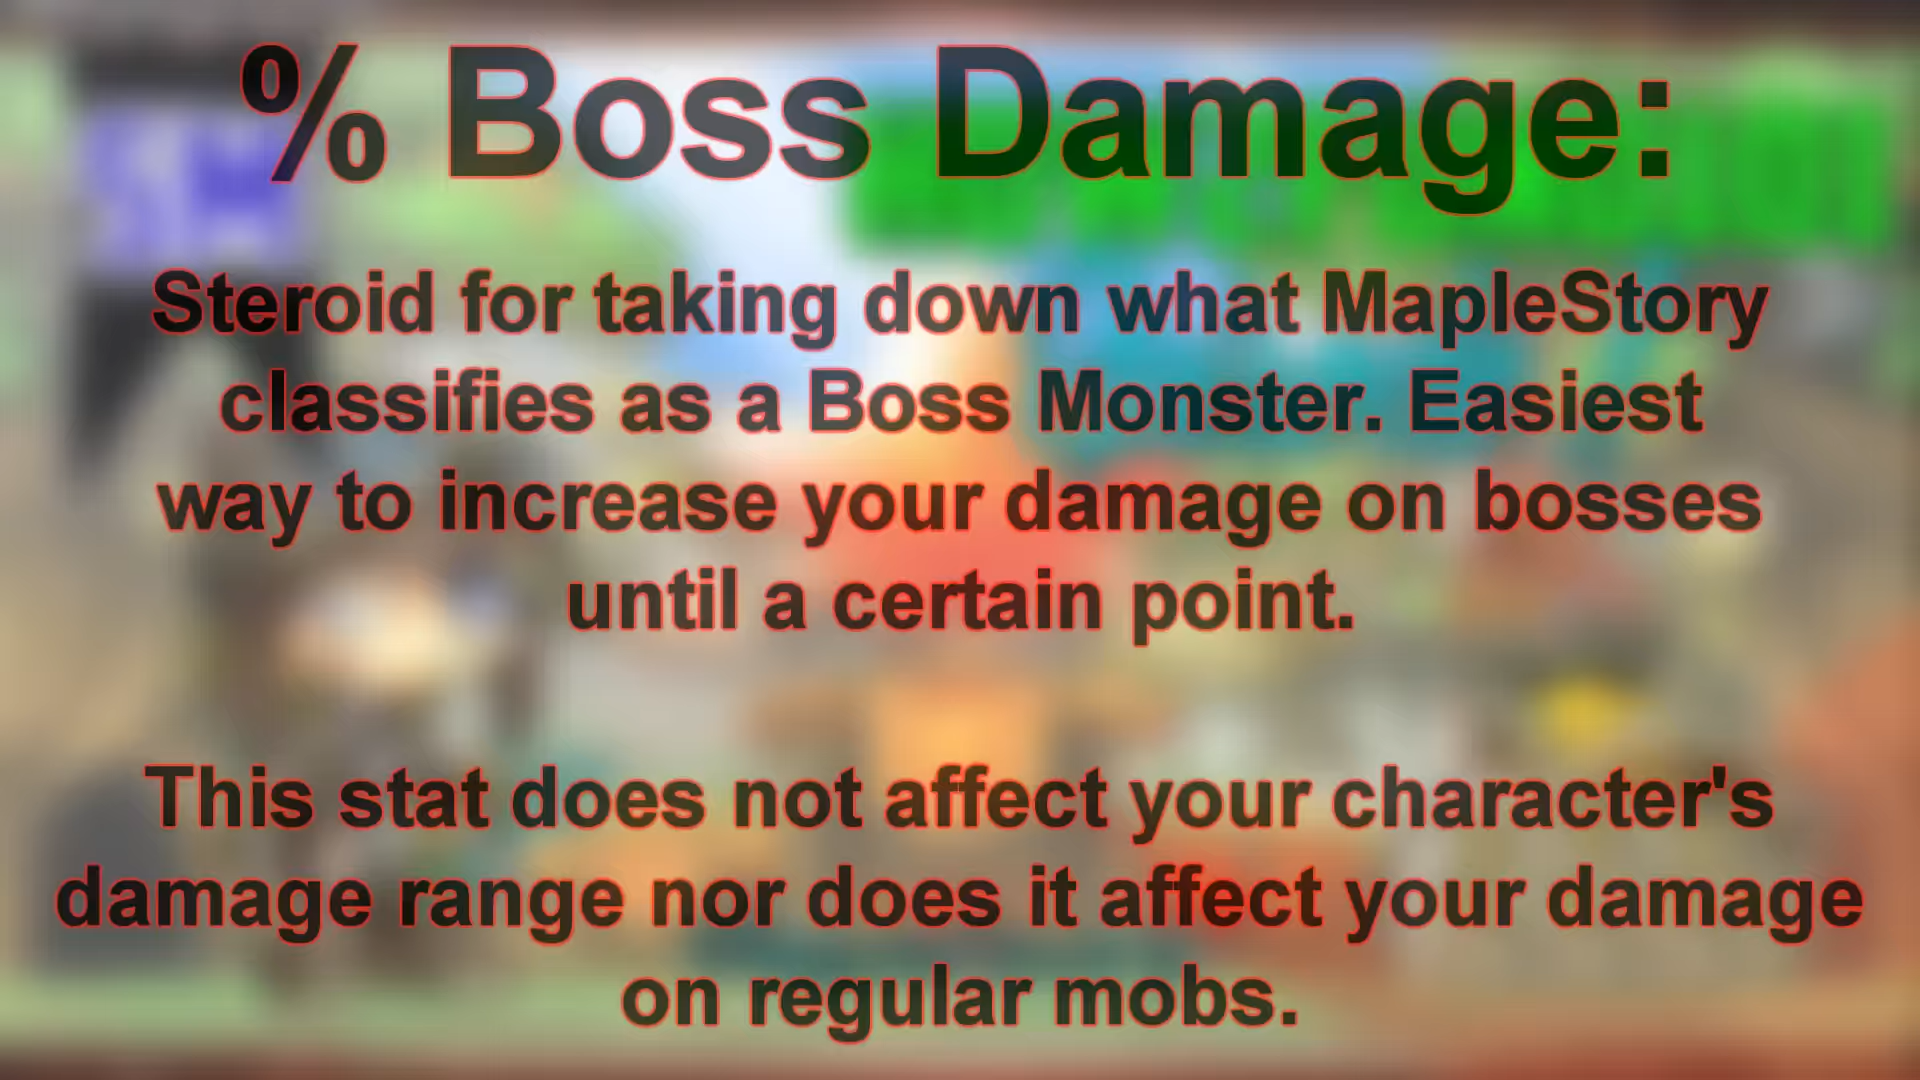 % Boss Damage:
Steroid for taking down what MapleStory
classifies as a Boss Monster. Easiest
way to increase your damage on bosses
until a certain point.
This stat does not affect your character's
damage range nor does it affect your damage
on regular mobs.